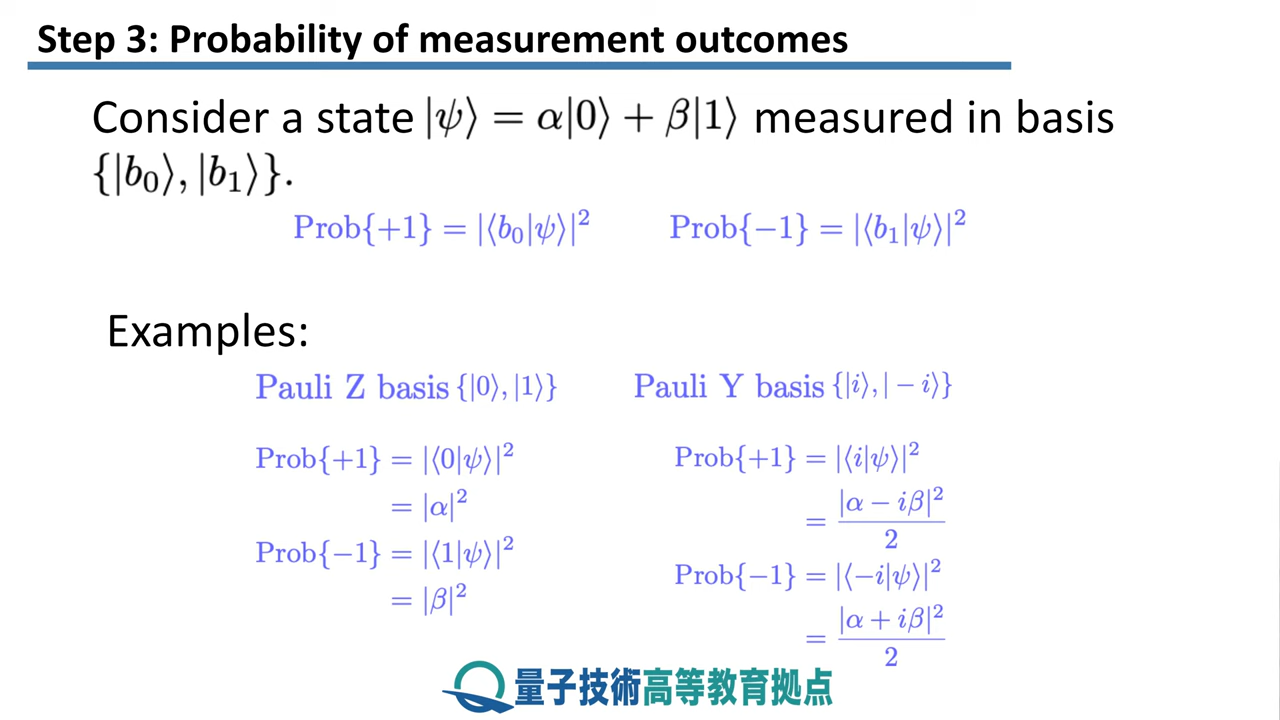 Step 3: Probability of measurement outcomes
Consider a state |ψ⟩ = α|0⟩ + β|1⟩ measured in basis
{|b₀⟩, |b₁⟩}.
Prob{+1} = |⟨b₀|ψ⟩|² Prob{−1} = |⟨b₁|ψ⟩|²
Examples:
Pauli Z basis {|0⟩, |1⟩}
Prob{+1} = |⟨0|ψ⟩|²
= |α|²
Prob{−1} = |⟨1|ψ⟩|²
= |β|²
Pauli Y basis {|i⟩, | − i⟩}
Prob{+1} = |⟨i|ψ⟩|²
= |α − iβ|² / 2
Prob{−1} = |⟨−i|ψ⟩|²
= |α + iβ|² / 2
量子技術高等教育拠点